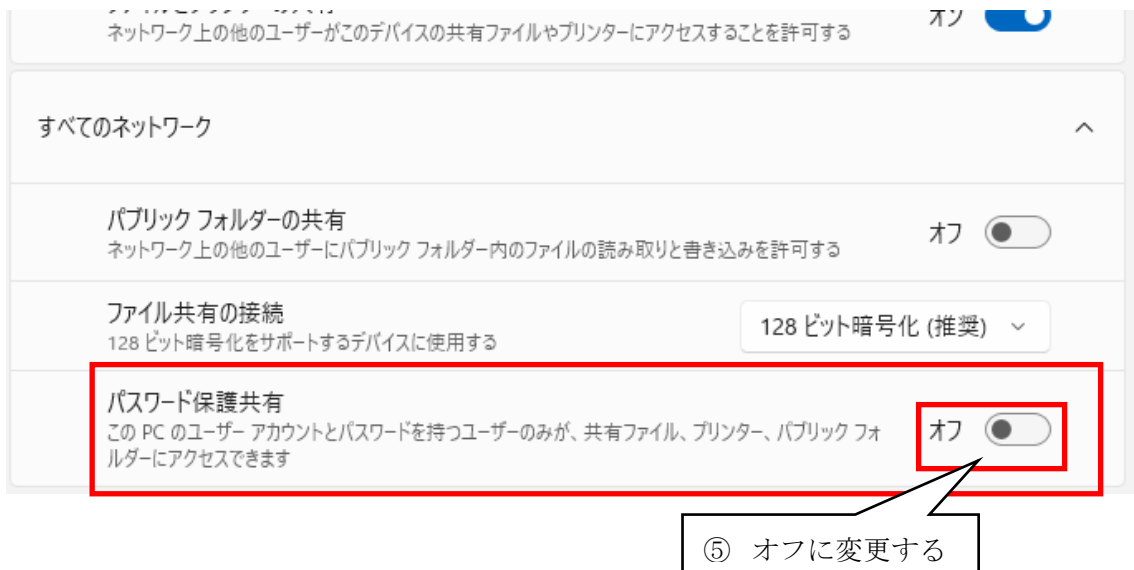 オン
ネットワーク上の他のユーザーがこのデバイスの共有ファイルやプリンターにアクセスすることを許可する
すべてのネットワーク
パブリック フォルダーの共有
オフ
ネットワーク上の他のユーザーにパブリック フォルダー内のファイルの読み取りと書き込みを許可する
ファイル共有の接続
128 ビット暗号化 (推奨)
128 ビット暗号化をサポートするデバイスに使用する
パスワード保護共有
この PC のユーザー アカウントとパスワードを持つユーザーのみが、共有ファイル、プリンター、パブリック フォ
ルダーにアクセスできます
オフ
⑤ オフに変更する